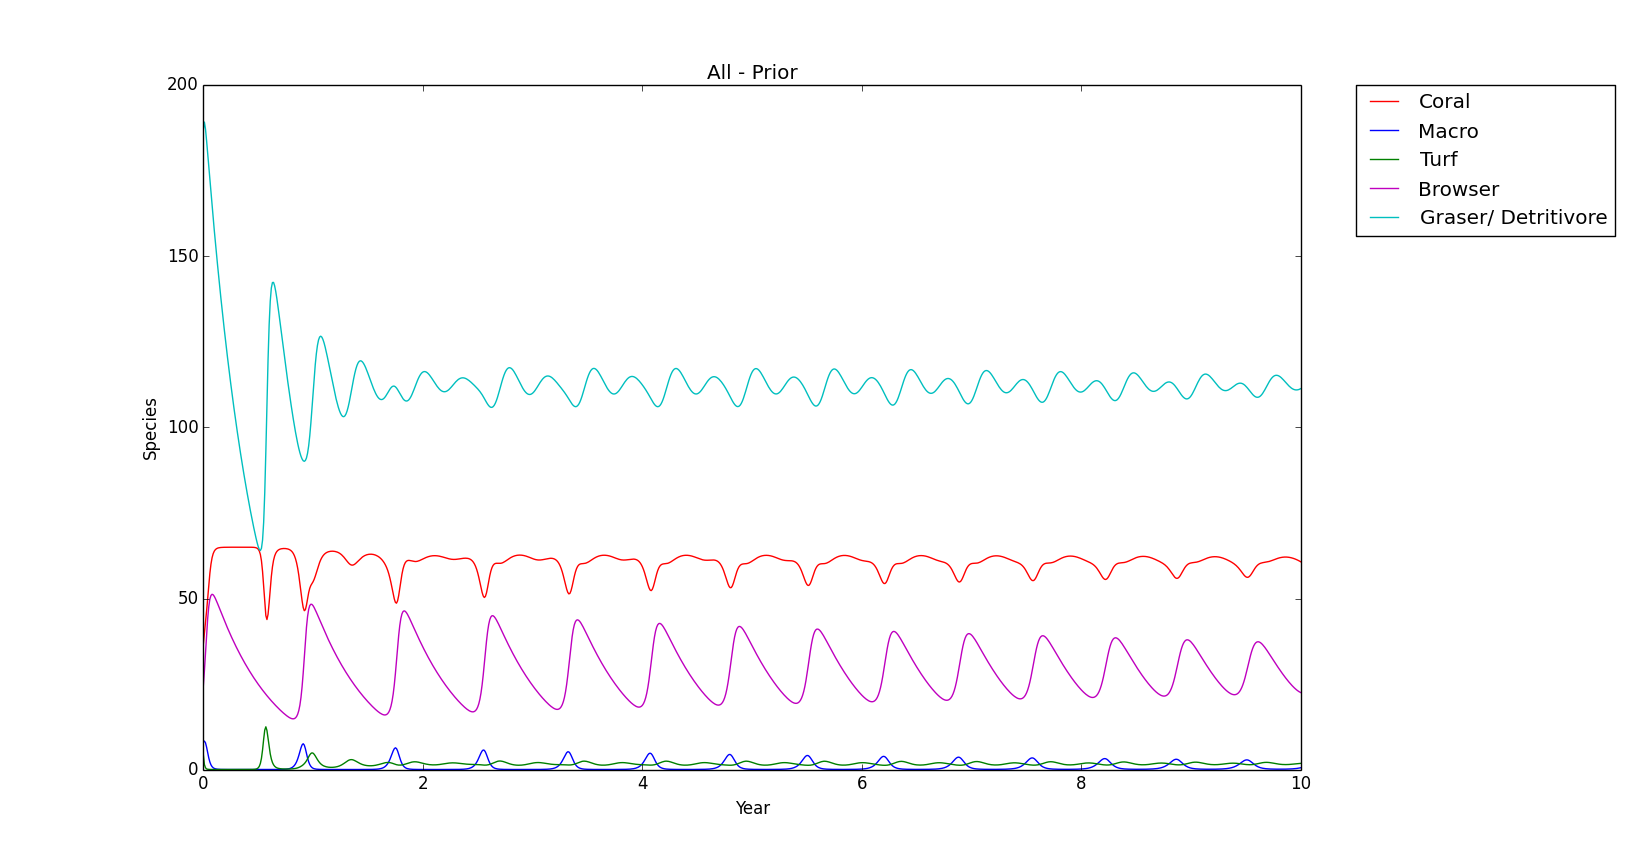 All - Prior
200
150
100
50
0
Species
0 2 4 6 8 10
Year
Coral
Macro
Turf
Browser
Graser/ Detritivore